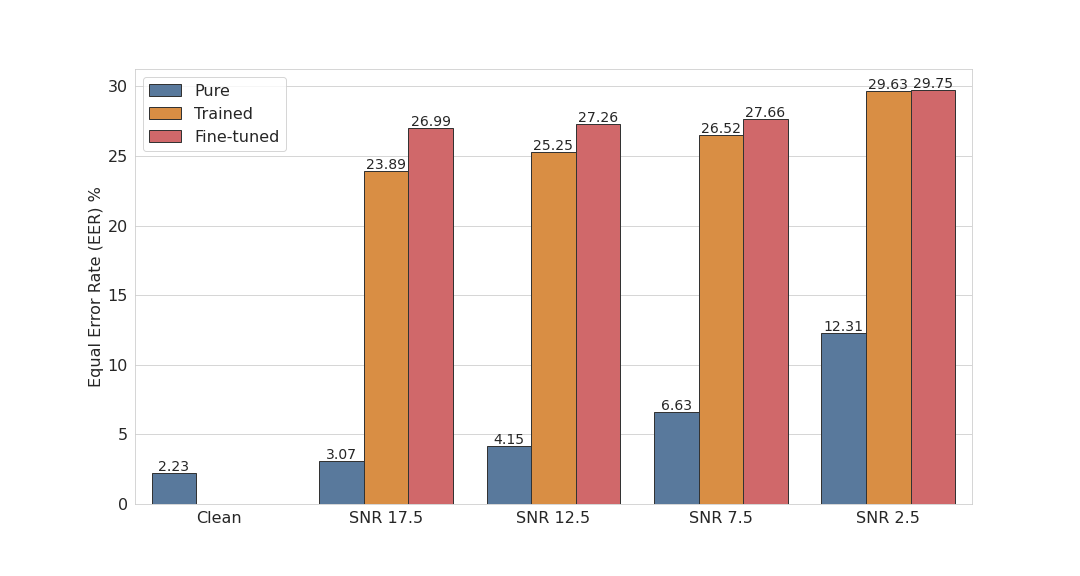 Pure
Trained
Fine-tuned
Equal Error Rate (EER) %
30
25
20
15
10
5
0
2.23
3.07
23.89
26.99
4.15
25.25
27.26
6.63
26.52
27.66
12.31
29.63
29.75
Clean
SNR 17.5
SNR 12.5
SNR 7.5
SNR 2.5